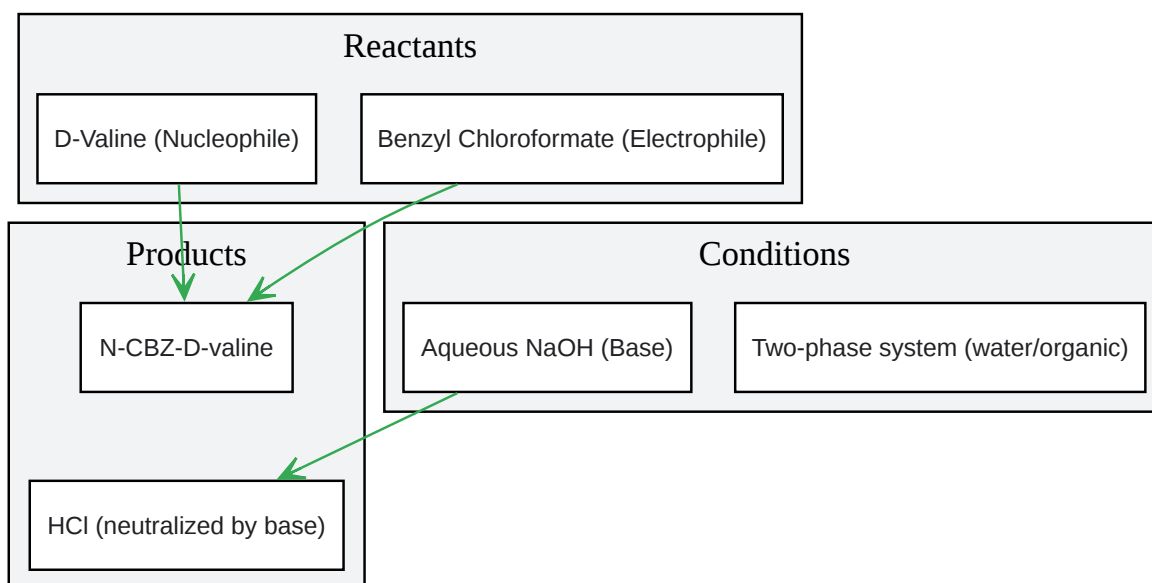 Reactants
D-Valine (Nucleophile)
Benzyl Chloroformate (Electrophile)
Products
Conditions
N-CBZ-D-valine
Aqueous NaOH (Base)
Two-phase system (water/organic)
HCl (neutralized by base)